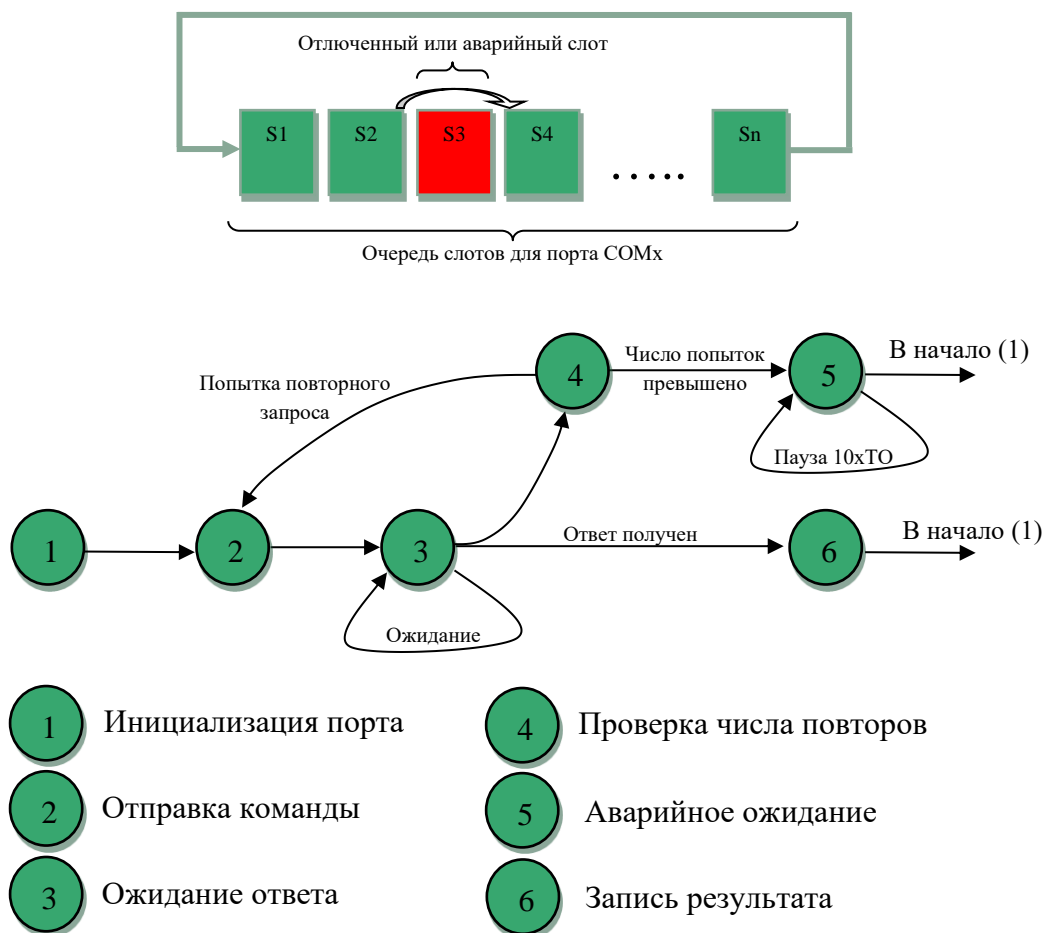 Отлюченный или аварийный слот
S1
S2
S3
S4
.....
Sn
Очередь слотов для порта COMx
Попытка повторного
запроса
4
Число попыток
превышено
5
В начало (1)
Пауза 10xTO
1
2
3
Ответ получен
6
В начало (1)
Ожидание
1 Инициализация порта
4 Проверка числа повторов
2 Отправка команды
5 Аварийное ожидание
3 Ожидание ответа
6 Запись результата